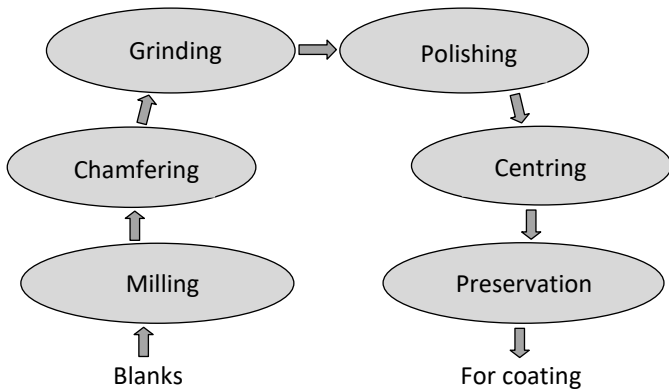 Grinding
Polishing
Chamfering
Centring
Milling
Preservation
Blanks
For coating